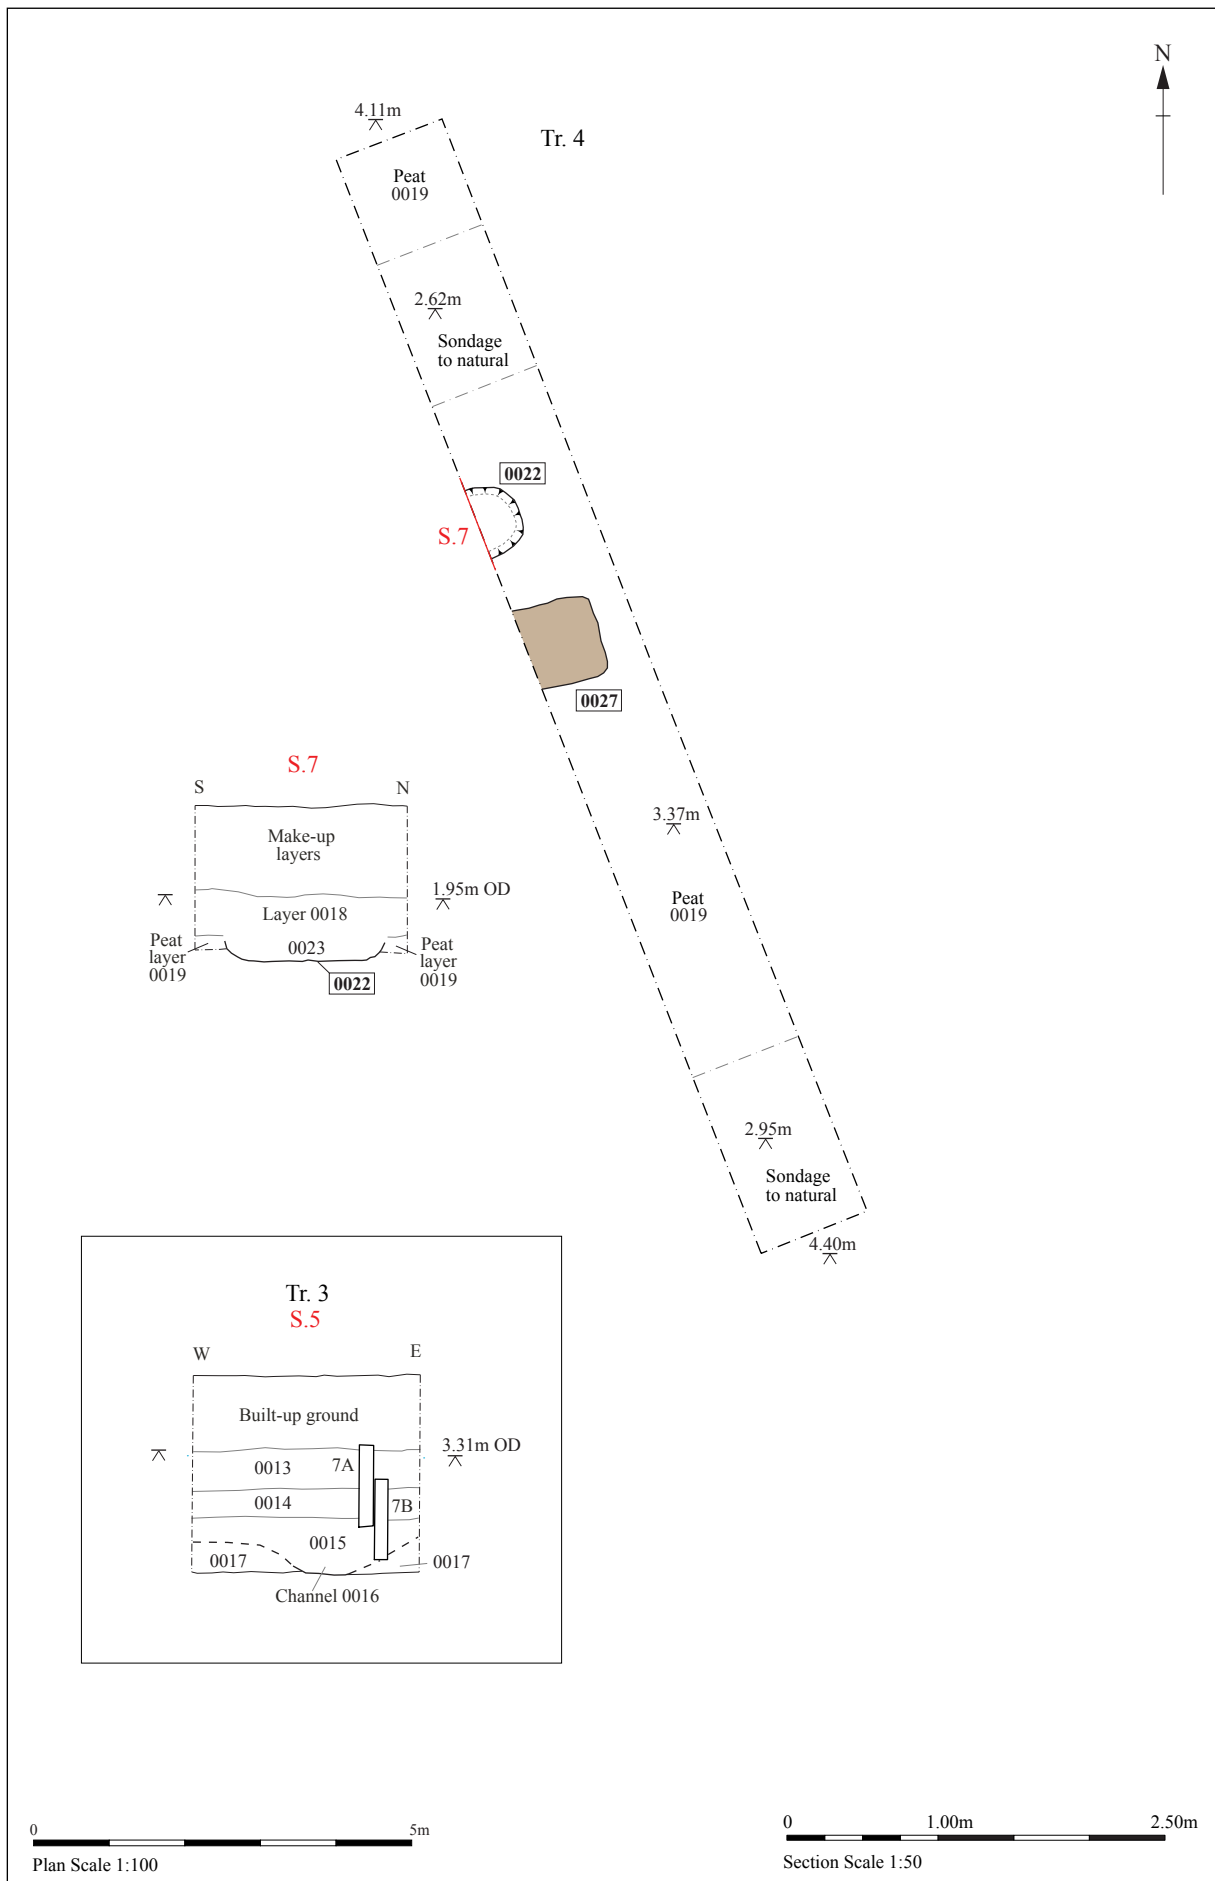 N
4.11m
Tr. 4
Peat
0019
2.62m
Sondage
to natural
0022
S.7
0027
S.7
S
N
Make-up
layers
3.37m
1.95m OD
Layer 0018
Peat
0019
Peat
layer
0019
0023
Peat
layer
0019
0022
2.95m
Sondage
to natural
4.40m
Tr. 3
S.5
W
E
Built-up ground
3.31m OD
0013
7A
0014
7B
0015
0017
0017
Channel 0016
0
5m
Plan Scale 1:100
0
1.00m
2.50m
Section Scale 1:50